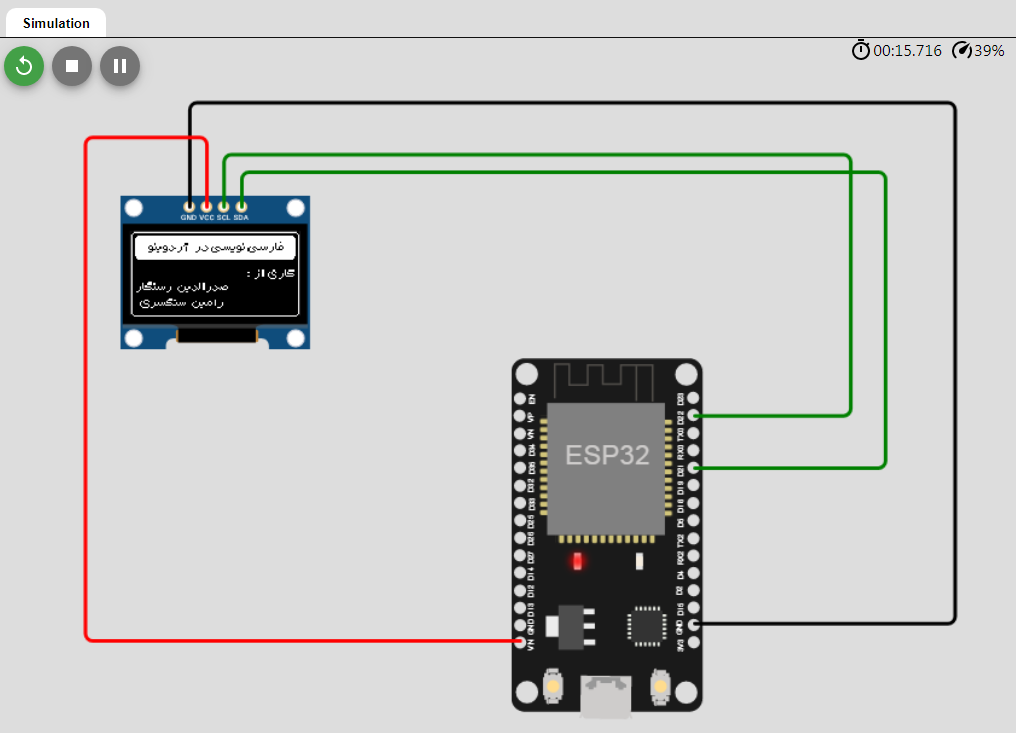 Simulation
00:15.716 39%
GND VCC SCL SDA
فارسی نویسی در آردوینو
کاری از :
صدرالدین رستگار
رامین سنگسری
ESP32
EN
VP
VN
D34
D35
D32
D33
D25
D26
D27
D14
D12
D13
GND
VIN
D23
D22
TX0
RX0
D21
D19
D18
D5
TX2
RX2
D4
D2
D15
GND
3V3